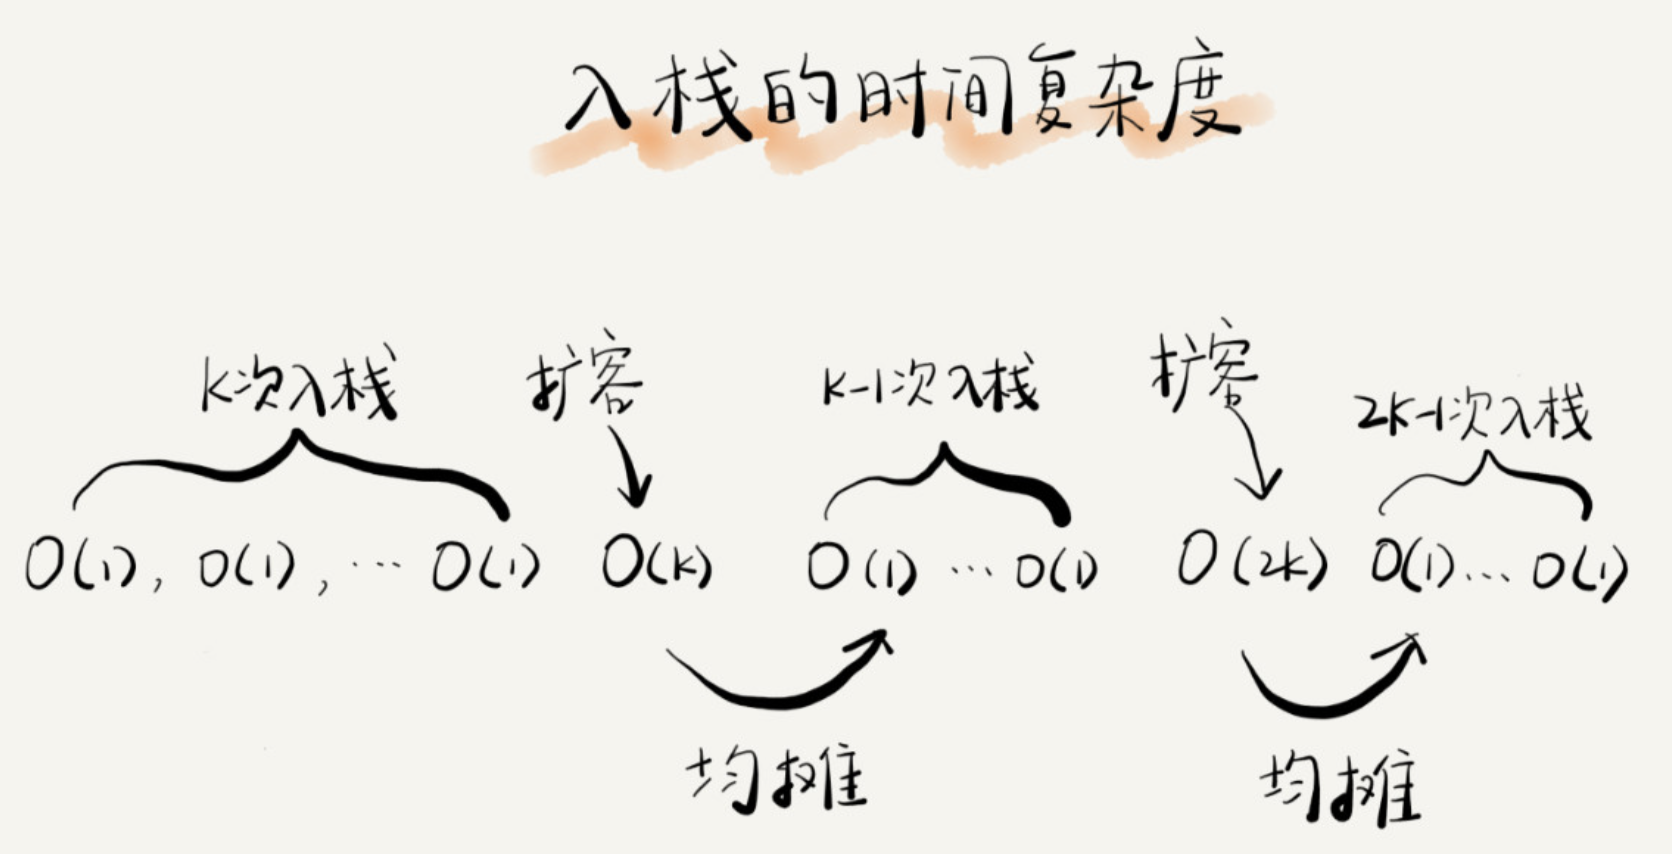 入栈的时间复杂度
K次入栈 扩容 K-1次入栈 扩容 2K-1次入栈
O(1), O(1), … O(1) O(K) O(1) … O(1) O(2K) O(1)… O(1)
均摊 均摊